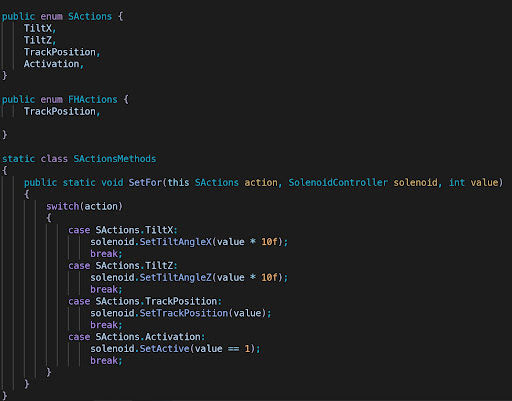 public enum SActions {
TiltX,
TiltZ,
TrackPosition,
Activation,
}
public enum FHActions {
TrackPosition,
}
static class SActionsMethods
{
public static void SetFor(this SActions action, SolenoidController solenoid, int value)
{
switch(action)
{
case SActions.TiltX:
solenoid.SetTiltAngleX(value * 10f);
break;
case SActions.TiltZ:
solenoid.SetTiltAngleZ(value * 10f);
break;
case SActions.TrackPosition:
solenoid.SetTrackPosition(value);
break;
case SActions.Activation:
solenoid.SetActive(value == 1);
break;
}
}
}